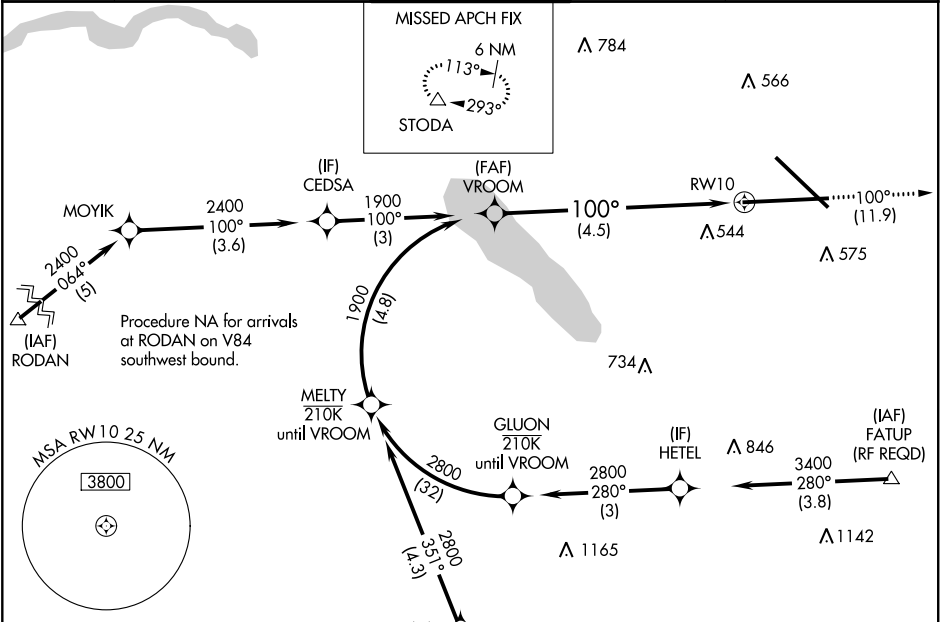 MISSED APCH FIX
6 NM
113°
293°
STODA
784
566
(IF)
CEDSA
(FAF)
VROOM
RW10
MOYIK
2400
100°
(3.6)
1900
100°
(3)
100°
(4.5)
100°
(11.9)
544
575
2400
064°
(5)
(IAF)
RODAN
Procedure NA for arrivals
at RODAN on V84
southwest bound.
1900
(4.8)
734
MELTY
210K
until VROOM
GLUON
210K
until VROOM
(IF)
HETEL
846
(IAF)
FATUP
(RF REQD)
MSA RW10 25 NM
3800
2800
(32)
2800
280°
(3)
3400
280°
(3.8)
2800
351°
(4.3)
1165
1142